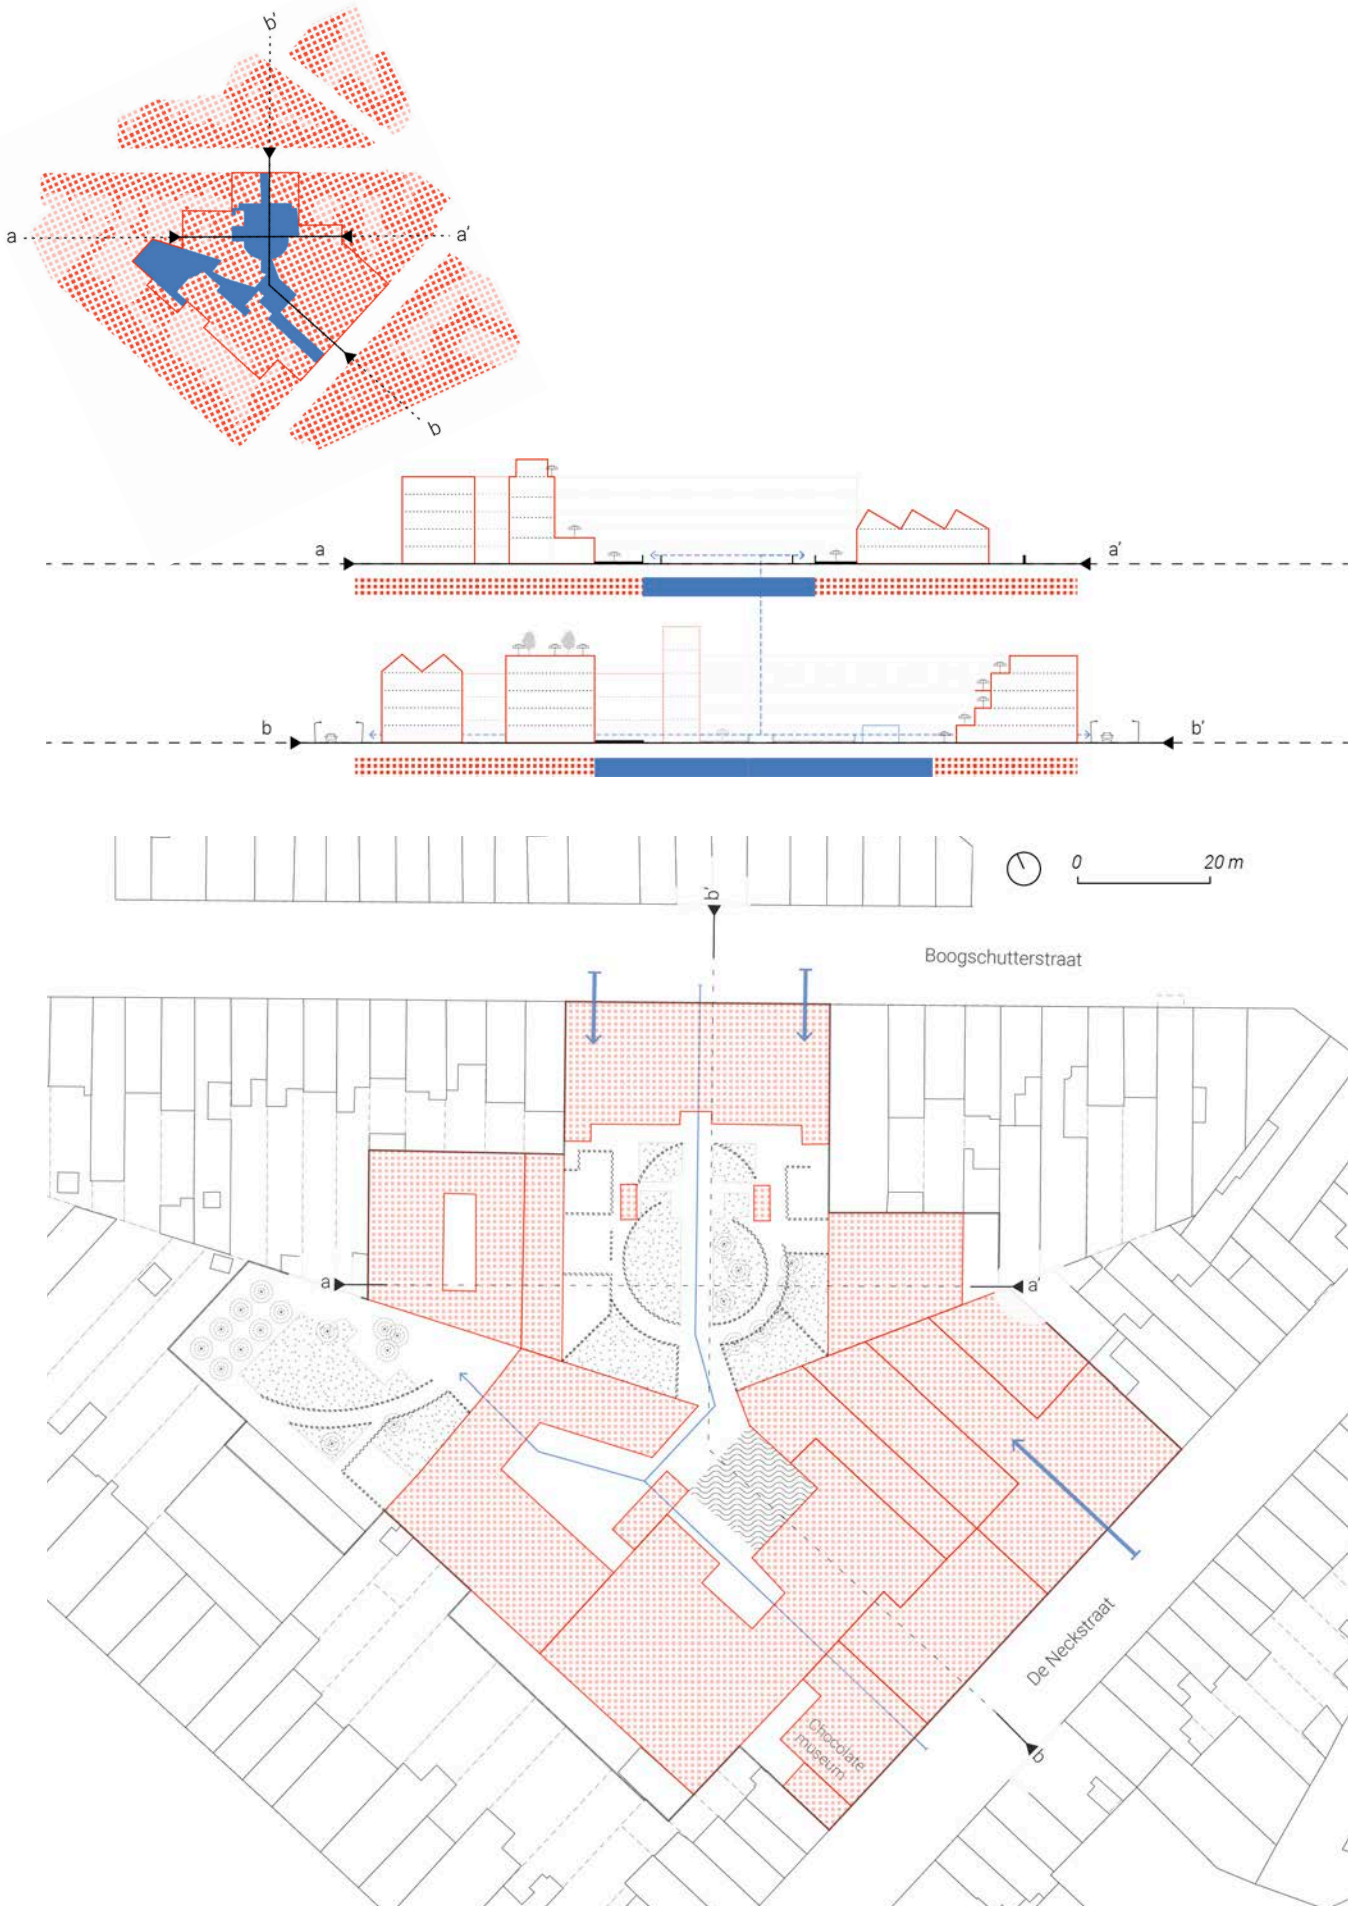 b'
a
a'
b
a
a'
b
b'
0 20 m
b'
Boogschutterstraat
a
a'
De Neckstraat
Chocolate
museum
b